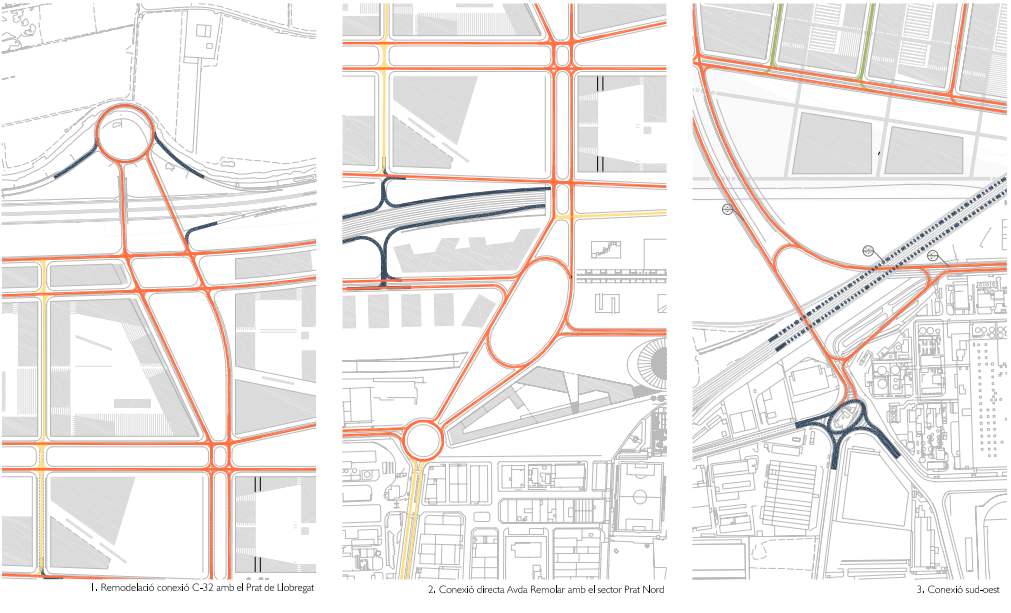 1. Remodelació conexió C-32 amb el Prat de Llobregat
2. Conexió directa Avda Remolar amb el sector Prat Nord
3. Conexió sud-oest